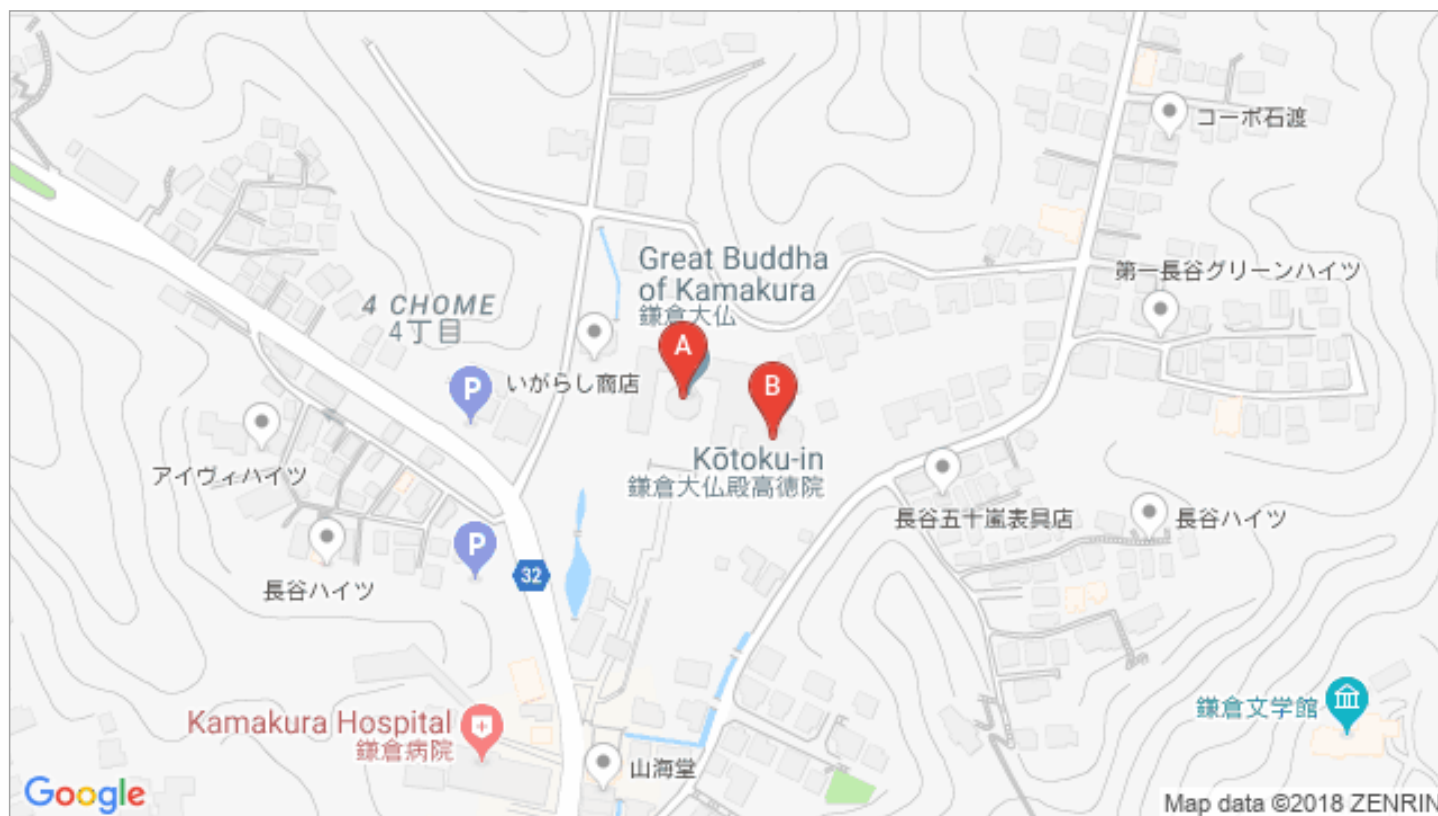 コーポ石渡
Great Buddha
of Kamakura
鎌倉大仏
第一長谷グリーンハイツ
4 CHOME
4丁目
A
B
P
いがらし商店
Kōtoku-in
鎌倉大仏殿高徳院
アイヴィハイツ
長谷五十嵐表具店
長谷ハイツ
P
32
長谷ハイツ
Kamakura Hospital
鎌倉病院
鎌倉文学館
山海堂
Google
Map data ©2018 ZENRIN